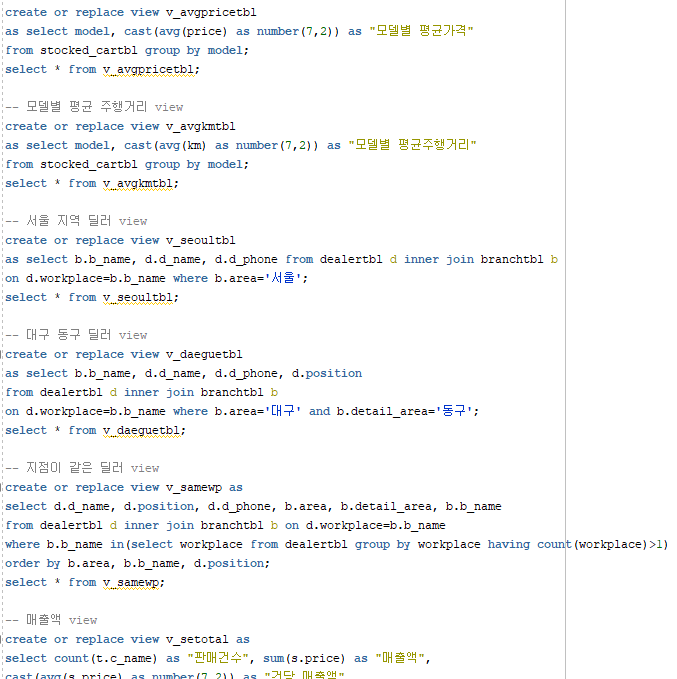 create or replace view v_avgpricetbl
as select model, cast(avg(price) as number(7,2)) as "모델별 평균가격"
from stocked_cartbl group by model;
select * from v_avgpricetbl;
-- 모델별 평균 주행거리 view
create or replace view v_avgkmtbl
as select model, cast(avg(km) as number(7,2)) as "모델별 평균주행거리"
from stocked_cartbl group by model;
select * from v_avgkmtbl;
-- 서울 지역 딜러 view
create or replace view v_seoultbl
as select b.b_name, d.d_name, d.d_phone from dealertbl d inner join branchtbl b
on d.workplace=b.b_name where b.area='서울';
select * from v_seoultbl;
-- 대구 동구 딜러 view
create or replace view v_daeguetbl
as select b.b_name, d.d_name, d.d_phone, d.position
from dealertbl d inner join branchtbl b
on d.workplace=b.b_name where b.area='대구' and b.detail_area='동구';
select * from v_daeguetbl;
-- 지점이 같은 딜러 view
create or replace view v_samewp as
select d.d_name, d.position, d.d_phone, b.area, b.detail_area, b.b_name
from dealertbl d inner join branchtbl b on d.workplace=b.b_name
where b.b_name in(select workplace from dealertbl group by workplace having count(workplace)>1)
order by b.area, b.b_name, d.position;
select * from v_samewp;
-- 매출액 view
create or replace view v_setotal as
select count(t.c_name) as "판매건수", sum(s.price) as "매출액",
cast(avg(s.price) as number(7,2)) as "건당 매출액"